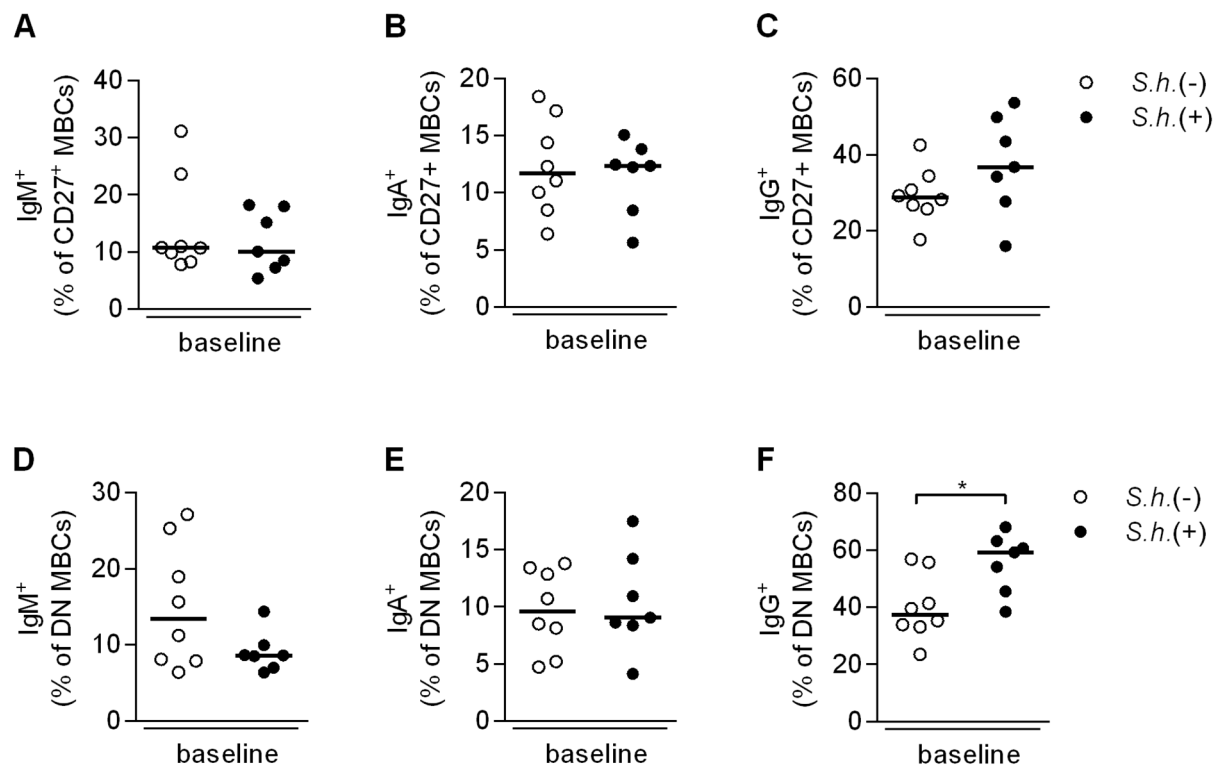 A
IgM+
(% of CD27+ MBCs)
40
30
20
10
0
baseline
B
IgA+
(% of CD27+ MBCs)
20
15
10
5
0
baseline
C
IgG+
(% of CD27+ MBCs)
60
40
20
0
baseline
S.h.(-)
S.h.(+)
D
IgM+
(% of DN MBCs)
30
20
10
0
baseline
E
IgA+
(% of DN MBCs)
20
15
10
5
0
baseline
F
IgG+
(% of DN MBCs)
80
60
40
20
0
*
baseline
S.h.(-)
S.h.(+)